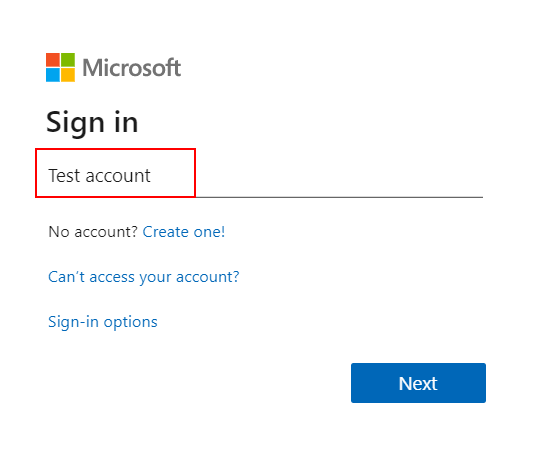 Microsoft
Sign in
Test account
No account? Create one!
Can’t access your account?
Sign-in options
Next